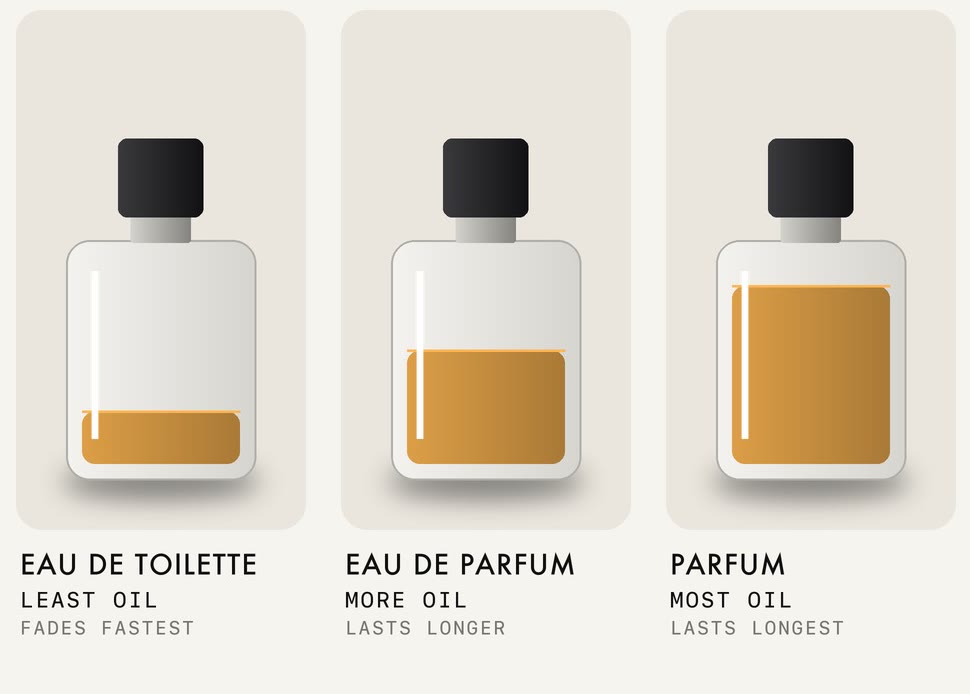 EAU DE TOILETTE
LEAST OIL
FADES FASTEST
EAU DE PARFUM
MORE OIL
LASTS LONGER
PARFUM
MOST OIL
LASTS LONGEST